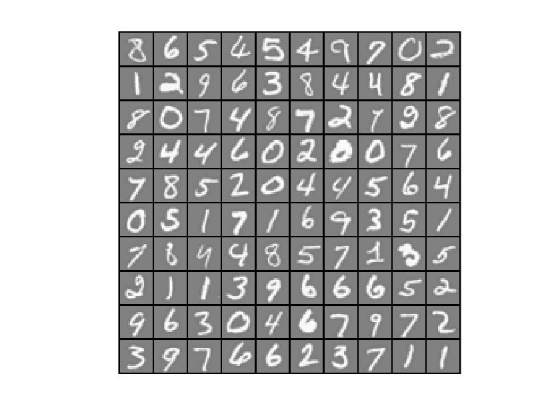 8 6 5 4 5 4 9 7 0 2
1 2 9 6 3 8 4 4 8 1
8 0 7 4 8 7 2 7 9 8
2 4 4 6 0 2 0 0 7 6
7 8 5 2 0 4 4 5 6 4
0 5 1 7 1 6 9 3 5 1
7 8 4 4 8 5 7 1 3 5
2 1 1 3 9 6 6 6 5 2
9 6 3 0 4 6 7 9 7 2
3 9 7 6 6 2 3 7 1 1